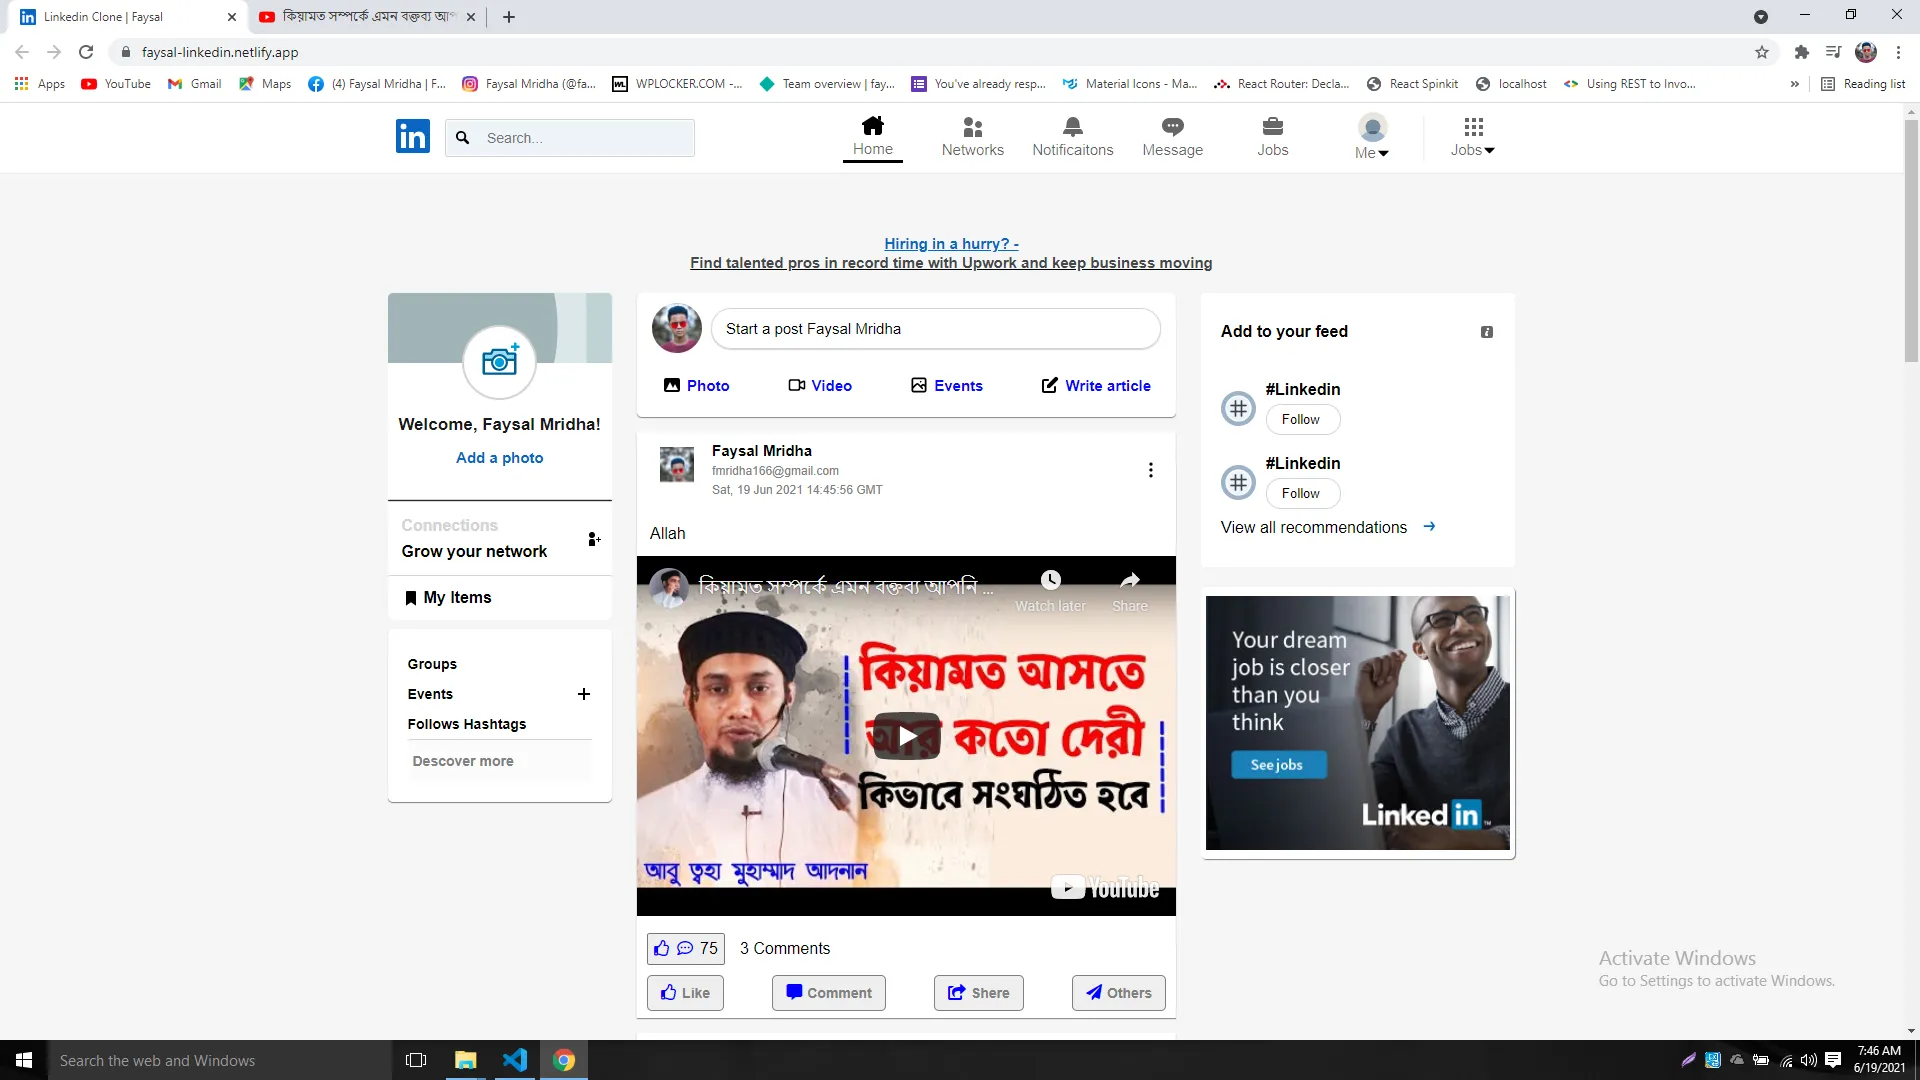 Linkedin Clone | Faysal
কিয়ামত সম্পর্কে এমন বক্তব্য আপ
faysal-linkedin.netlify.app
Apps
YouTube
Gmail
Maps
(4) Faysal Mridha | F...
Faysal Mridha (@fa...
WPLOCKER.COM -...
Team overview | fay...
You've already resp...
Material Icons - Ma...
React Router: Decla...
React Spinkit
localhost
Using REST to Invo...
»
Reading list
in
Search...
Home
Networks
Notificaitons
Message
Jobs
Me
Jobs
Hiring in a hurry? -
Find talented pros in record time with Upwork and keep business moving
Welcome, Faysal Mridha!
Add a photo
Connections
Grow your network
My Items
Groups
Events
Follows Hashtags
Descover more
Start a post Faysal Mridha
Photo
Video
Events
Write article
Faysal Mridha
fmridha166@gmail.com
Sat, 19 Jun 2021 14:45:56 GMT
Allah
কিয়ামত সম্পর্কে এমন বক্তব্য আপনি ...
Watch later
Share
কিয়ামত আসতে
আর কতো দেরী
কিভাবে সংঘঠিত হবে
আবু ত্বহা মুহাম্মাদ আদনান
YouTube
75
3 Comments
Like
Comment
Share
Others
Add to your feed
#Linkedin
Follow
#Linkedin
Follow
View all recommendations
Your dream
job is closer
than you
think
See jobs
Linked in
Activate Windows
Go to Settings to activate Windows.
Search the web and Windows
7:46 AM
6/19/2021